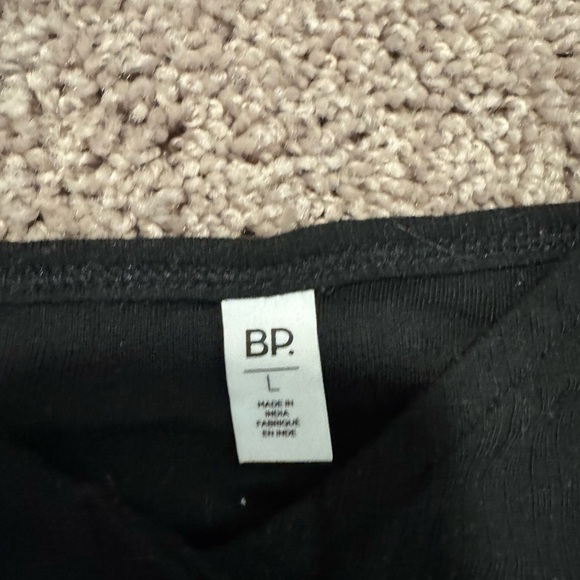 BP.
L
MADE IN
INDIA
FABRIQUÉ
EN INDE